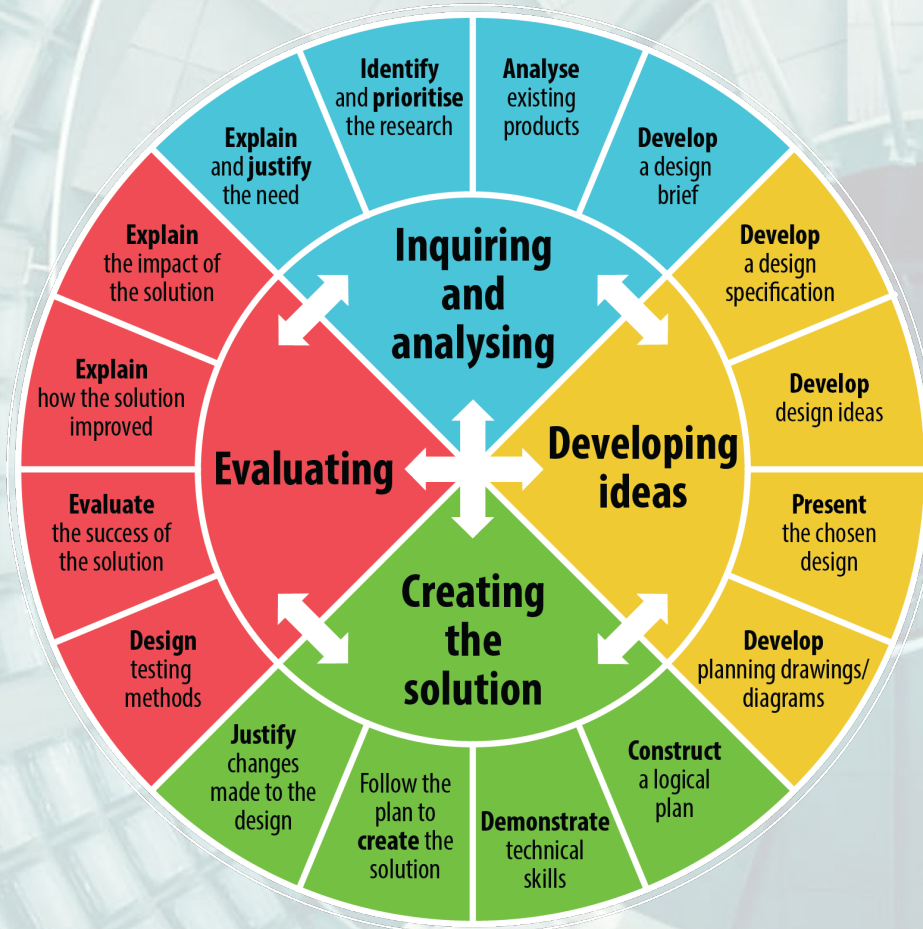 Inquiring
and
analysing
Explain
and justify
the need
Identify
and prioritise
the research
Analyse
existing
products
Develop
a design
brief
Developing
ideas
Develop
a design
specification
Develop
design ideas
Present
the chosen
design
Develop
planning drawings/
diagrams
Creating
the
solution
Construct
a logical
plan
Demonstrate
technical
skills
Follow the
plan to
create the
solution
Justify
changes
made to the
design
Evaluating
Design
testing
methods
Evaluate
the success of
the solution
Explain
how the solution
improved
Explain
the impact of
the solution